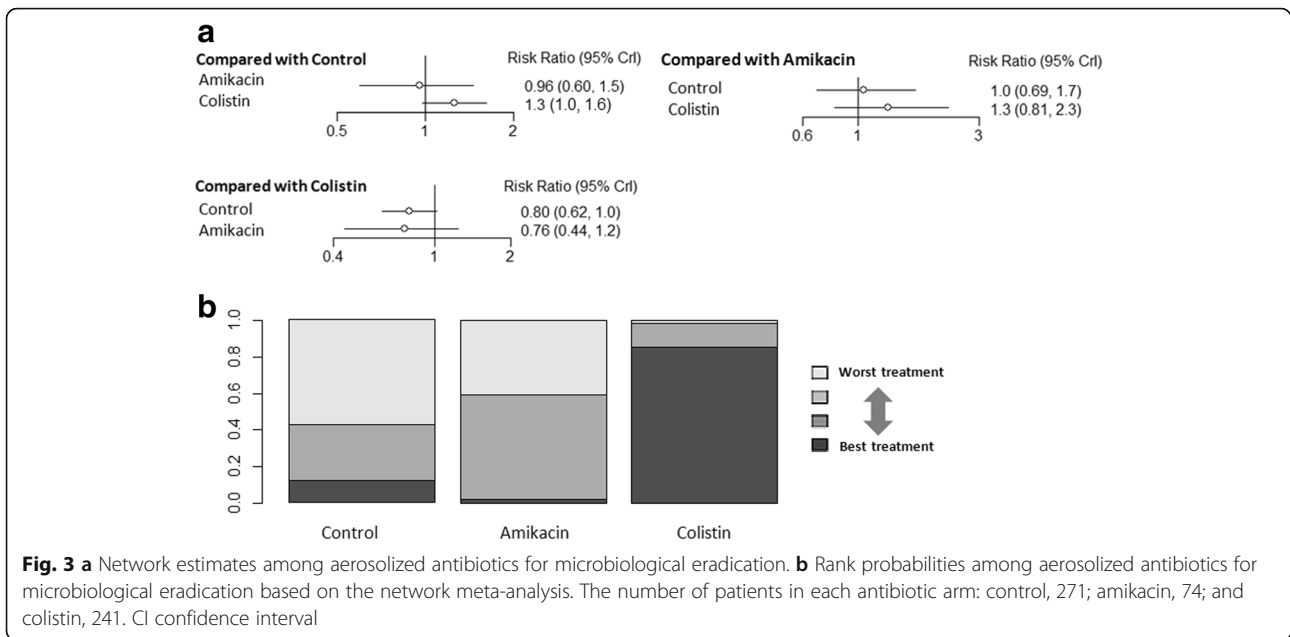 a
Compared with Control Risk Ratio (95% CrI)
Amikacin 0.96 (0.60, 1.5)
Colistin 1.3 (1.0, 1.6)
0.5 1 2
Compared with Amikacin Risk Ratio (95% CrI)
Control 1.0 (0.69, 1.7)
Colistin 1.3 (0.81, 2.3)
0.6 1 3
Compared with Colistin Risk Ratio (95% CrI)
Control 0.80 (0.62, 1.0)
Amikacin 0.76 (0.44, 1.2)
0.4 1 2
b
1.0
0.8
0.6
0.4
0.2
0.0
Control Amikacin Colistin
Worst treatment
Best treatment
Fig. 3 a Network estimates among aerosolized antibiotics for microbiological eradication. b Rank probabilities among aerosolized antibiotics for
microbiological eradication based on the network meta-analysis. The number of patients in each antibiotic arm: control, 271; amikacin, 74; and
colistin, 241. CI confidence interval